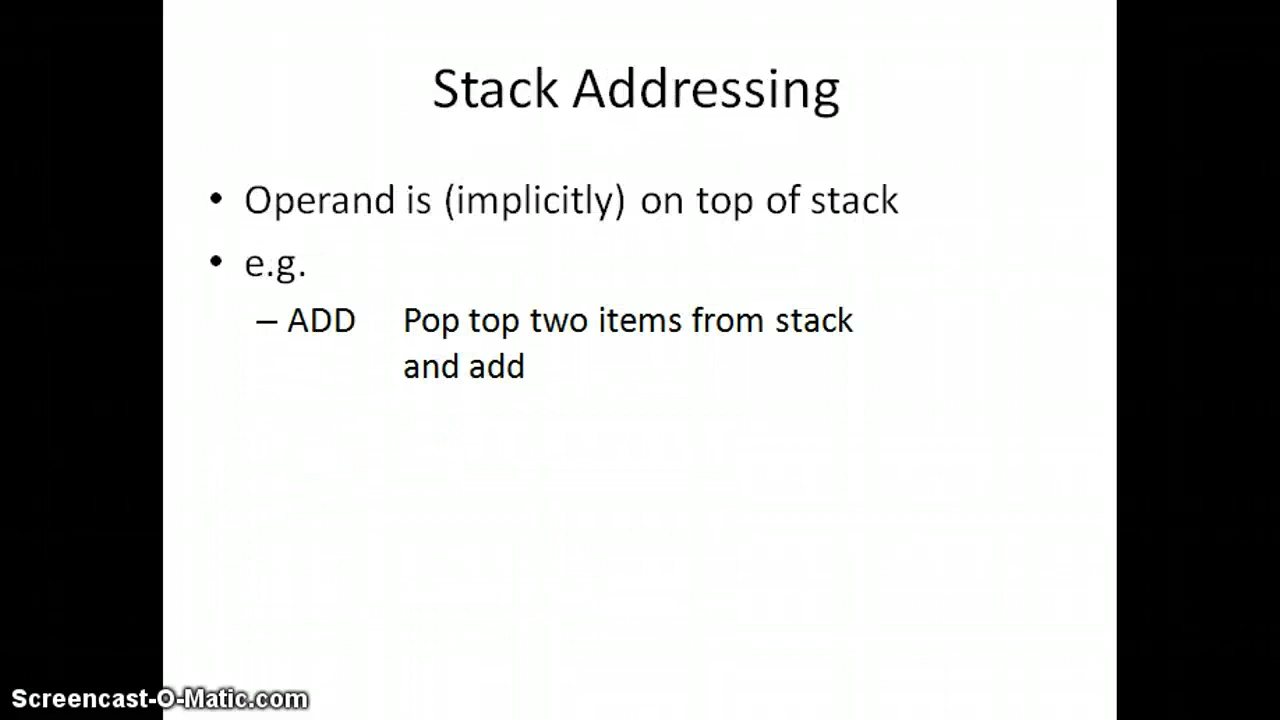 Stack Addressing
• Operand is (implicitly) on top of stack
• e.g.
– ADD Pop top two items from stack
and add
Screencast-O-Matic.com